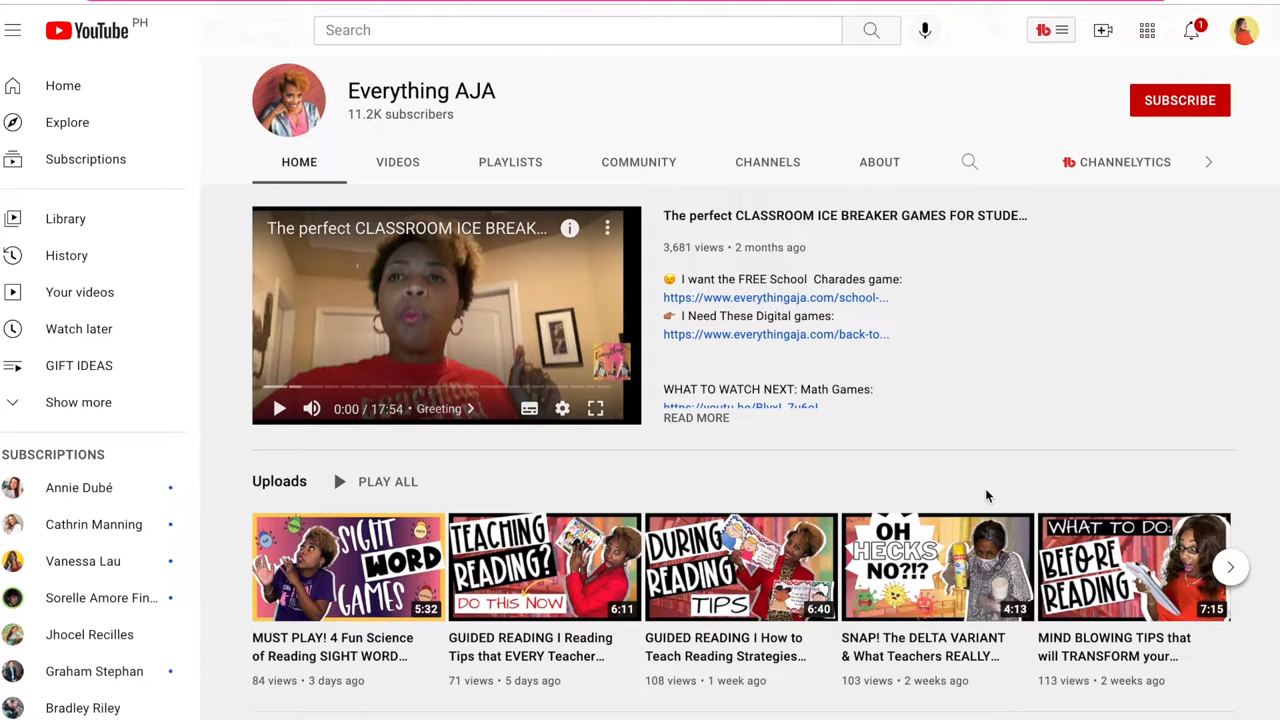 YouTube PH
Search
1
Home
Explore
Subscriptions
Library
History
Your videos
Watch later
GIFT IDEAS
Show more
SUBSCRIPTIONS
Annie Dubé
Cathrin Manning
Vanessa Lau
Sorelle Amore Fin...
Jhocel Recilles
Graham Stephan
Bradley Riley
Everything AJA
11.2K subscribers
SUBSCRIBE
HOME VIDEOS PLAYLISTS COMMUNITY CHANNELS ABOUT CHANNELYTICS
The perfect CLASSROOM ICE BREAK...
0:00 / 17:54 • Greeting
The perfect CLASSROOM ICE BREAKER GAMES FOR STUDE...
3,681 views • 2 months ago
I want the FREE School Charades game:
https://www.everythingaja.com/school-...
I Need These Digital games:
https://www.everythingaja.com/back-to...
WHAT TO WATCH NEXT: Math Games:
READ MORE
Uploads PLAY ALL
SIGHT
WORD
GAMES
5:32
MUST PLAY! 4 Fun Science
of Reading SIGHT WORD...
84 views • 3 days ago
TEACHING
READING?
DO THIS NOW
6:11
GUIDED READING I Reading
Tips that EVERY Teacher...
71 views • 5 days ago
DURING
READING
TIPS
6:40
GUIDED READING I How to
Teach Reading Strategies...
108 views • 1 week ago
OH
HECKS
NO?!?
4:13
SNAP! The DELTA VARIANT
& What Teachers REALLY...
103 views • 2 weeks ago
WHAT TO DO:
BEFORE
READING
7:15
MIND BLOWING TIPS that
will TRANSFORM your...
113 views • 2 weeks ago